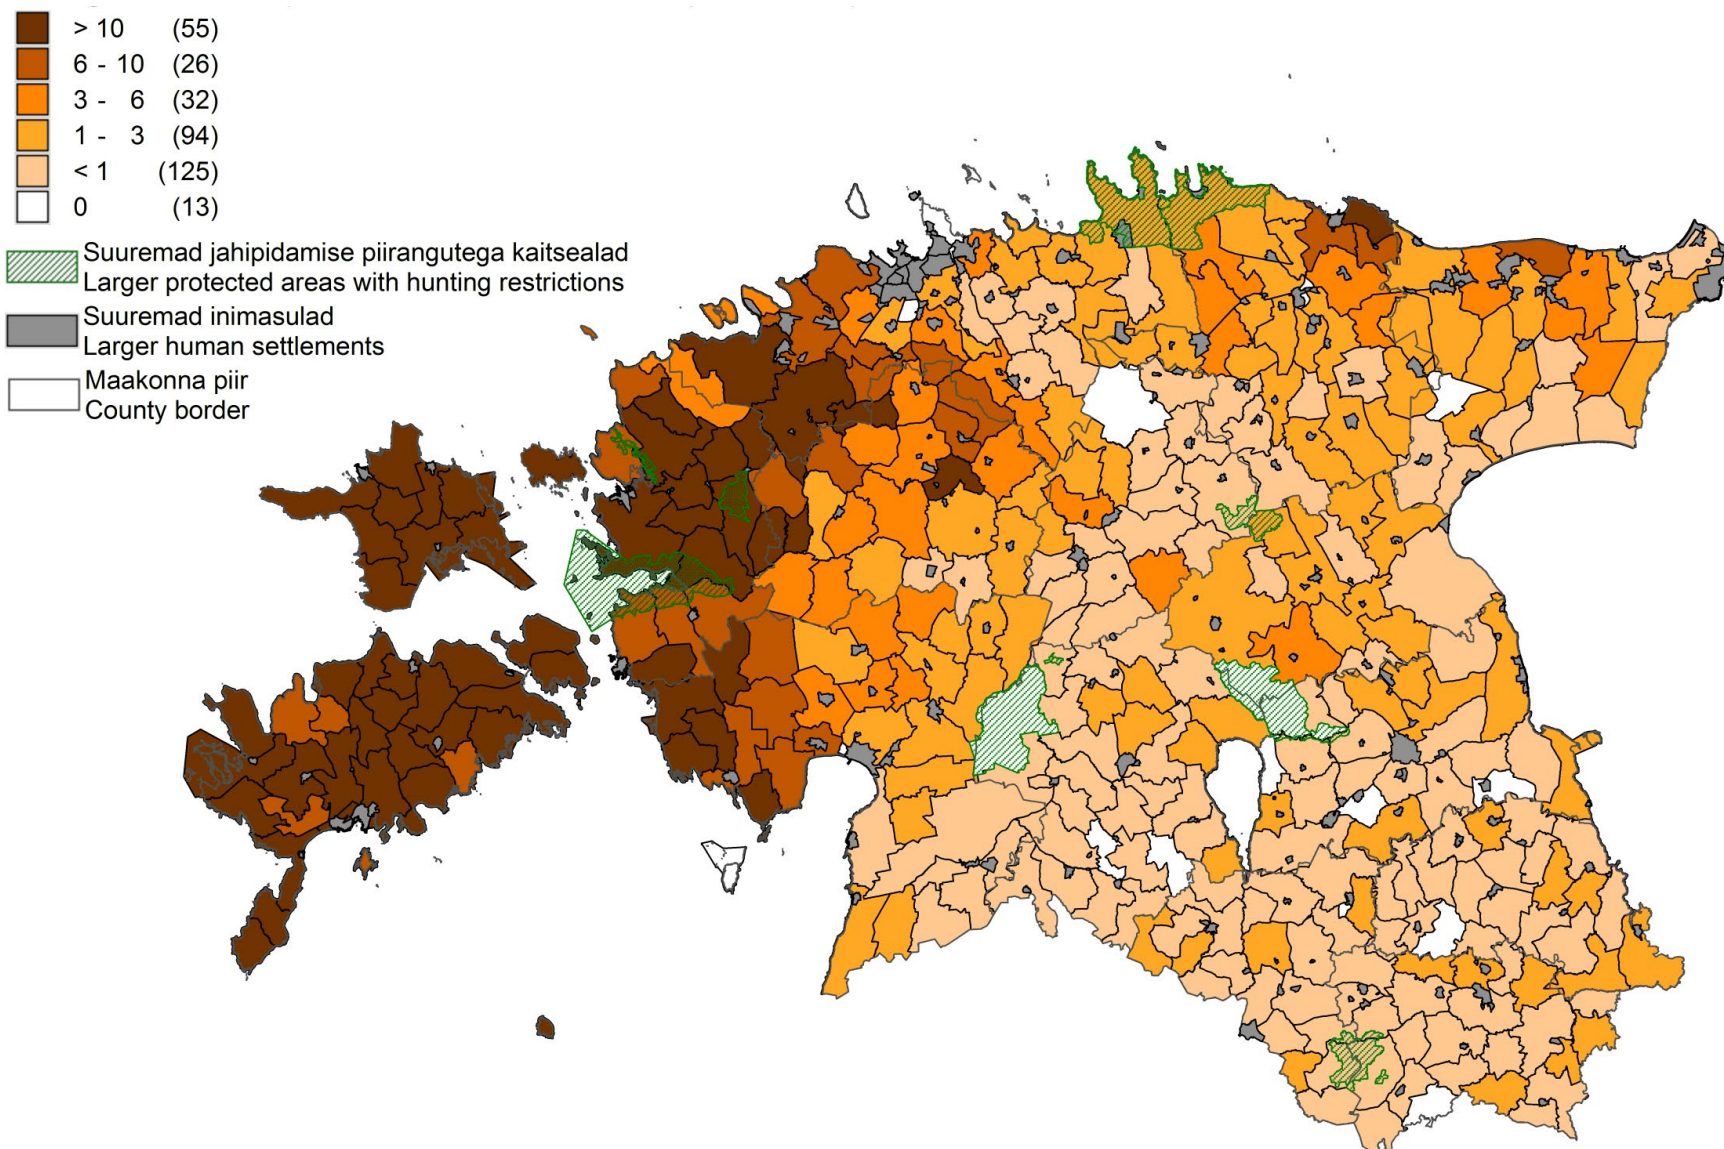 > 10 (55)
6 - 10 (26)
3 - 6 (32)
1 - 3 (94)
< 1 (125)
0 (13)
Suuremad jahipidamise piirangutega kaitsealad
Larger protected areas with hunting restrictions
Suuremad inimasulad
Larger human settlements
Maakonna piir
County border